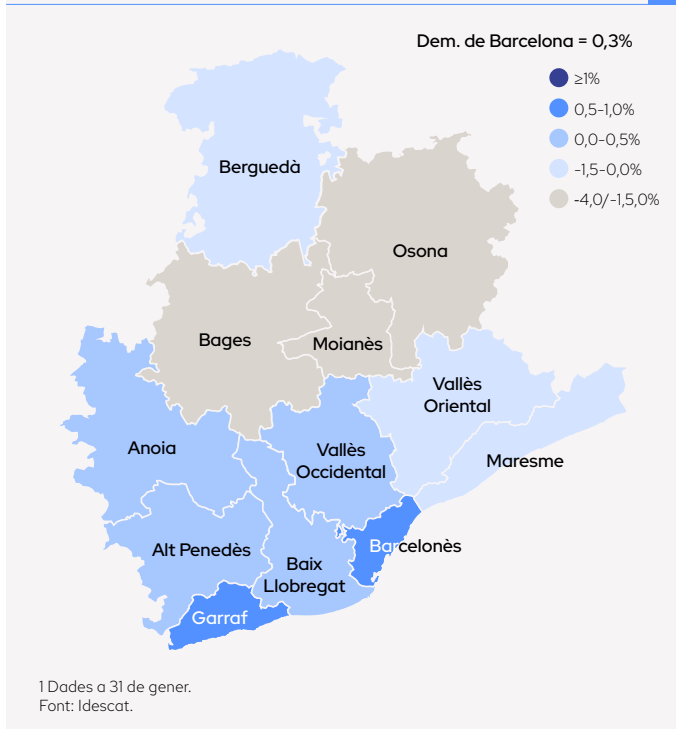 Dem. de Barcelona = 0,3%
≥1%
0,5-1,0%
0,0-0,5%
-1,5-0,0%
-4,0/-1,5,0%
Berguedà
Osona
Bages
Moianès
Vallès
Oriental
Anoia
Vallès
Occidental
Maresme
Alt Penedès
Baix
Llobregat
Barcelonès
Garraf
1 Dades a 31 de gener.
Font: Idescat.